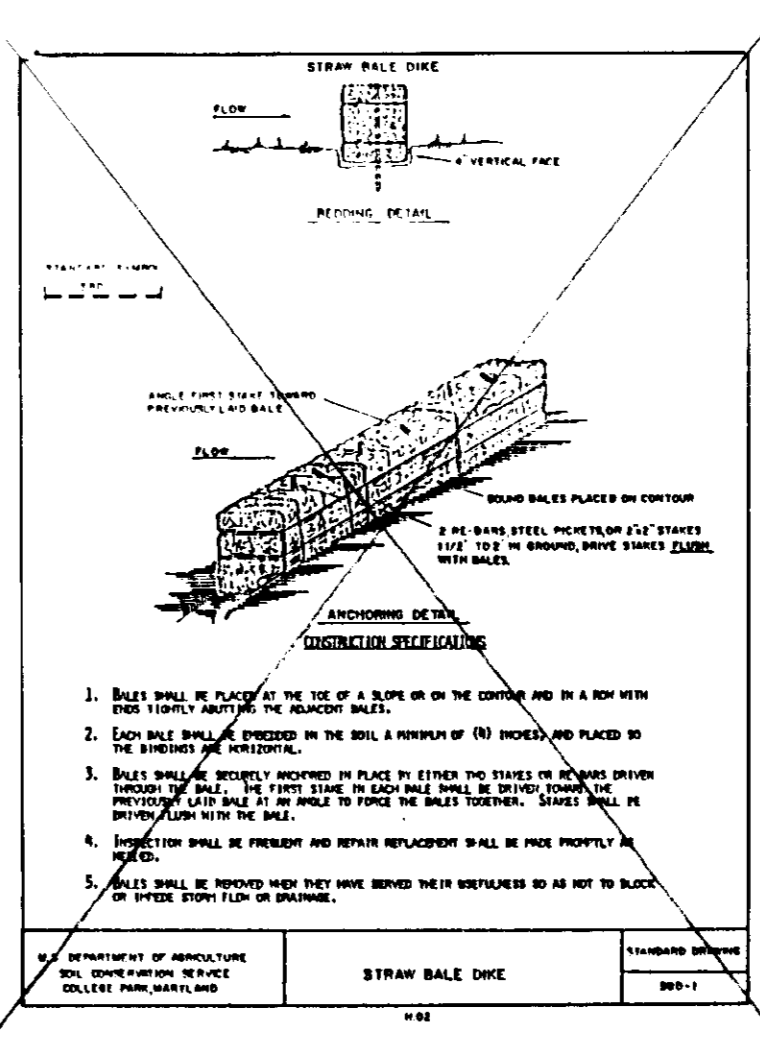 STRAW BALE DIKE
FLOW
4" VERTICAL FACE
BEDDING DETAIL
STANDARD SYMBOL
SBD
ANGLE FIRST STAKE TOWARD
PREVIOUSLY LAID BALE
FLOW
BOUND BALES PLACED ON CONTOUR
2 RE-BARS, STEEL PICKETS, OR 2"x2" STAKES
1 1/2' TO 2' IN GROUND, DRIVE STAKES FLUSH
WITH BALES.
ANCHORING DETAIL
CONSTRUCTION SPECIFICATIONS
1. BALES SHALL BE PLACED AT THE TOE OF A SLOPE OR ON THE CONTOUR AND IN A ROW WITH
ENDS TIGHTLY ABUTTING THE ADJACENT BALES.
2. EACH BALE SHALL BE EMBEDDED IN THE SOIL A MINIMUM OF (4) INCHES, AND PLACED SO
THE BINDINGS ARE HORIZONTAL.
3. BALES SHALL BE SECURELY ANCHORED IN PLACE BY EITHER TWO STAKES OR RE-BARS DRIVEN
THROUGH THE BALE. THE FIRST STAKE IN EACH BALE SHALL BE DRIVEN TOWARD THE
PREVIOUSLY LAID BALE AT AN ANGLE TO FORCE THE BALES TOGETHER. STAKES SHALL BE
DRIVEN FLUSH WITH THE BALE.
4. INSPECTION SHALL BE FREQUENT AND REPAIR REPLACEMENT SHALL BE MADE PROMPTLY AS
NEEDED.
5. BALES SHALL BE REMOVED WHEN THEY HAVE SERVED THEIR USEFULNESS SO AS NOT TO BLOCK
OR IMPEDE STORM FLOW OR DRAINAGE.
U.S DEPARTMENT OF AGRICULTURE
SOIL CONSERVATION SERVICE
COLLEGE PARK, MARYLAND
STRAW BALE DIKE
STANDARD DRAWING
SBD-1
H.02